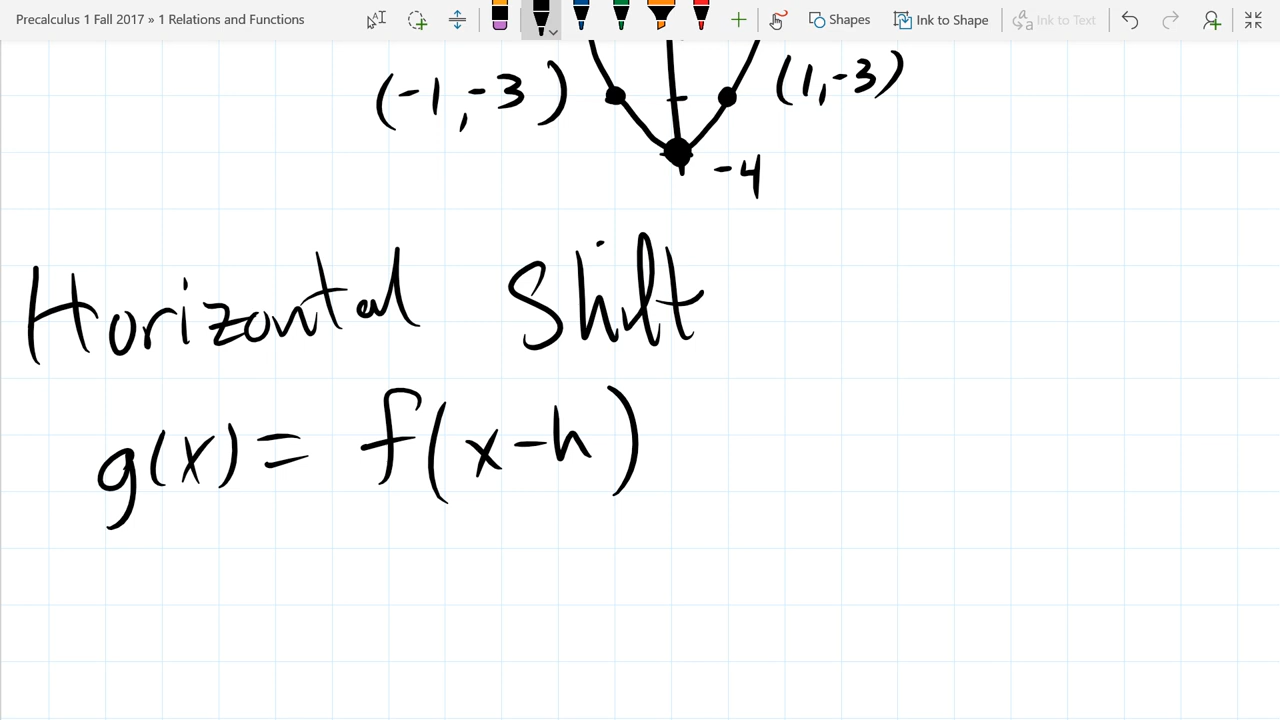 Precalculus 1 Fall 2017 » 1 Relations and Functions
Shapes
Ink to Shape
Ink to Text
(-1,-3)
(1,-3)
-4
Horizontal Shift
g(x) = f(x-h)